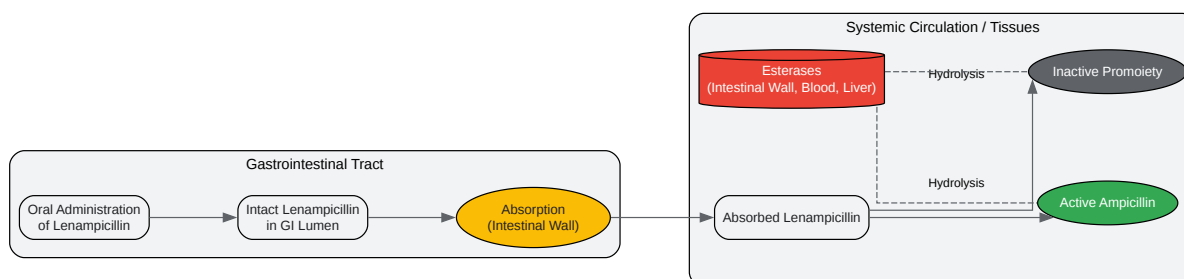 Systemic Circulation / Tissues
Esterases
(Intestinal Wall, Blood, Liver)
Hydrolysis
Inactive Promoiety
Gastrointestinal Tract
Oral Administration
of Lenampicillin
Intact Lenampicillin
in GI Lumen
Absorption
(Intestinal Wall)
Absorbed Lenampicillin
Hydrolysis
Active Ampicillin